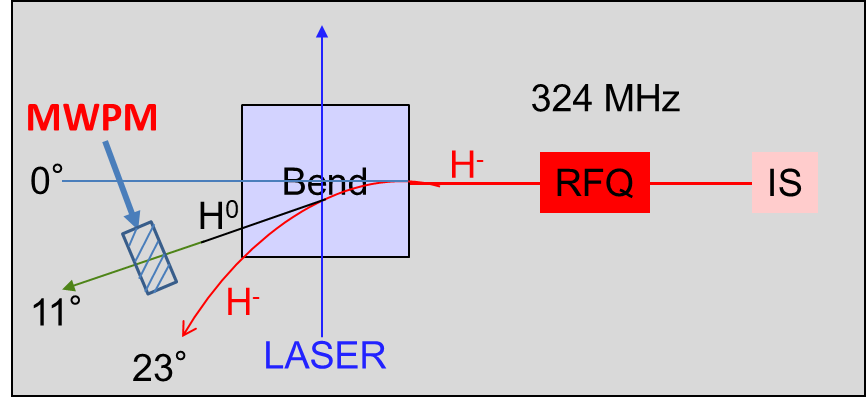 324 MHz
MWPM
H-
0°
Bend
RFQ
IS
H0
11°
H-
23°
LASER